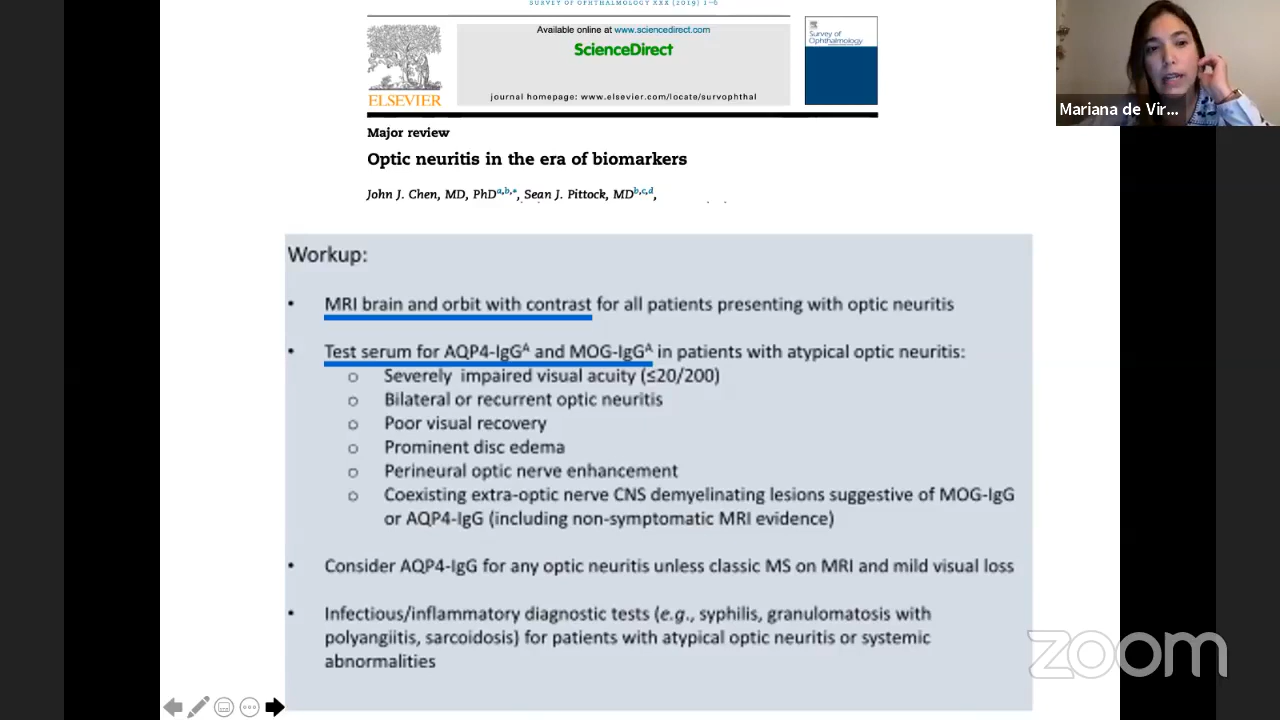 SURVEY OF OPHTHALMOLOGY XXX (2019) 1–6
Available online at www.sciencedirect.com
ScienceDirect
journal homepage: www.elsevier.com/locate/survophthal
ELSEVIER
Survey of
Ophthalmology
Mariana de Vir...
Major review
Optic neuritis in the era of biomarkers
John J. Chen, MD, PhDa,b,*, Sean J. Pittock, MDb,c,d,
Workup:
• MRI brain and orbit with contrast for all patients presenting with optic neuritis
• Test serum for AQP4-IgGA and MOG-IgGA in patients with atypical optic neuritis:
o Severely impaired visual acuity (≤20/200)
o Bilateral or recurrent optic neuritis
o Poor visual recovery
o Prominent disc edema
o Perineural optic nerve enhancement
o Coexisting extra-optic nerve CNS demyelinating lesions suggestive of MOG-IgG
or AQP4-IgG (including non-symptomatic MRI evidence)
• Consider AQP4-IgG for any optic neuritis unless classic MS on MRI and mild visual loss
• Infectious/inflammatory diagnostic tests (e.g., syphilis, granulomatosis with
polyangiitis, sarcoidosis) for patients with atypical optic neuritis or systemic
abnormalities
zoom